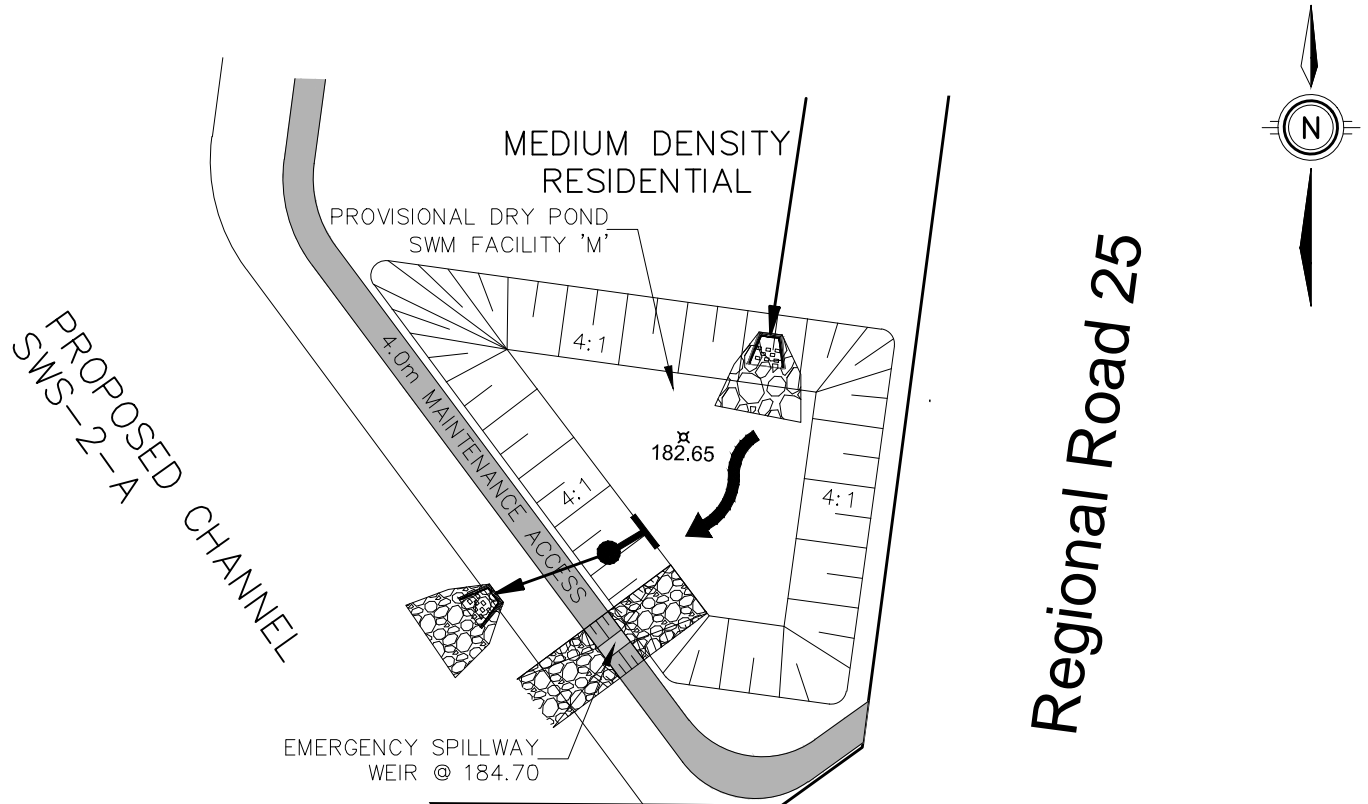 N
MEDIUM DENSITY
RESIDENTIAL
PROVISIONAL DRY POND
SWM FACILITY 'M'
Regional Road 25
PROPOSED CHANNEL
SWS-2-A
4:1
4.0m MAINTENANCE ACCESS
182.65
4:1
4:1
EMERGENCY SPILLWAY
WEIR @ 184.70